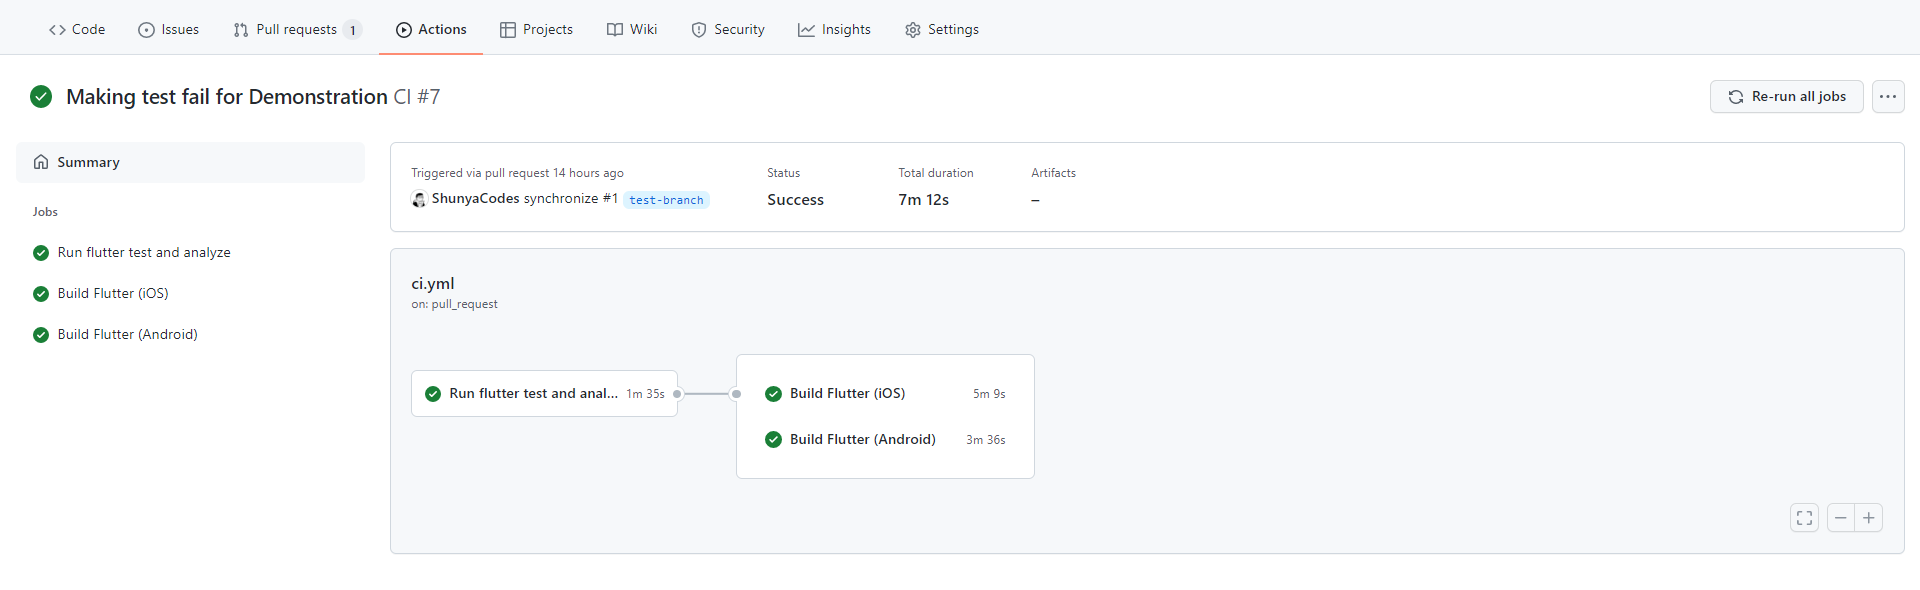 Code Issues Pull requests 1 Actions Projects Wiki Security Insights Settings
Making test fail for Demonstration CI #7
Re-run all jobs
Summary
Jobs
Run flutter test and analyze
Build Flutter (iOS)
Build Flutter (Android)
Triggered via pull request 14 hours ago
ShunyaCodes synchronize #1 test-branch
Status
Success
Total duration
7m 12s
Artifacts
–
ci.yml
on: pull_request
Run flutter test and anal... 1m 35s
Build Flutter (iOS) 5m 9s
Build Flutter (Android) 3m 36s